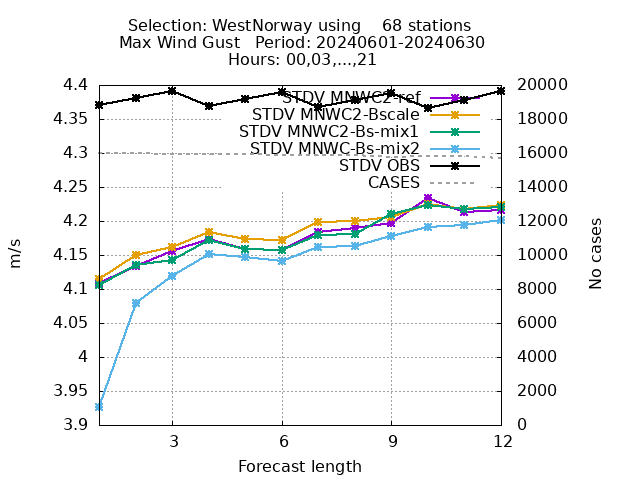 Selection: WestNorway using    68 stations
Max Wind Gust   Period: 20240601-20240630
Hours: 00,03,...,21
STDV MNWC2-ref
STDV MNWC2-Bscale
STDV MNWC2-Bs-mix1
STDV MNWC-Bs-mix2
STDV OBS
CASES
4.4
4.35
4.3
4.25
4.2
4.15
4.1
4.05
4
3.95
3.9
m/s
20000
18000
16000
14000
12000
10000
8000
6000
4000
2000
0
No cases
3 6 9 12
Forecast length